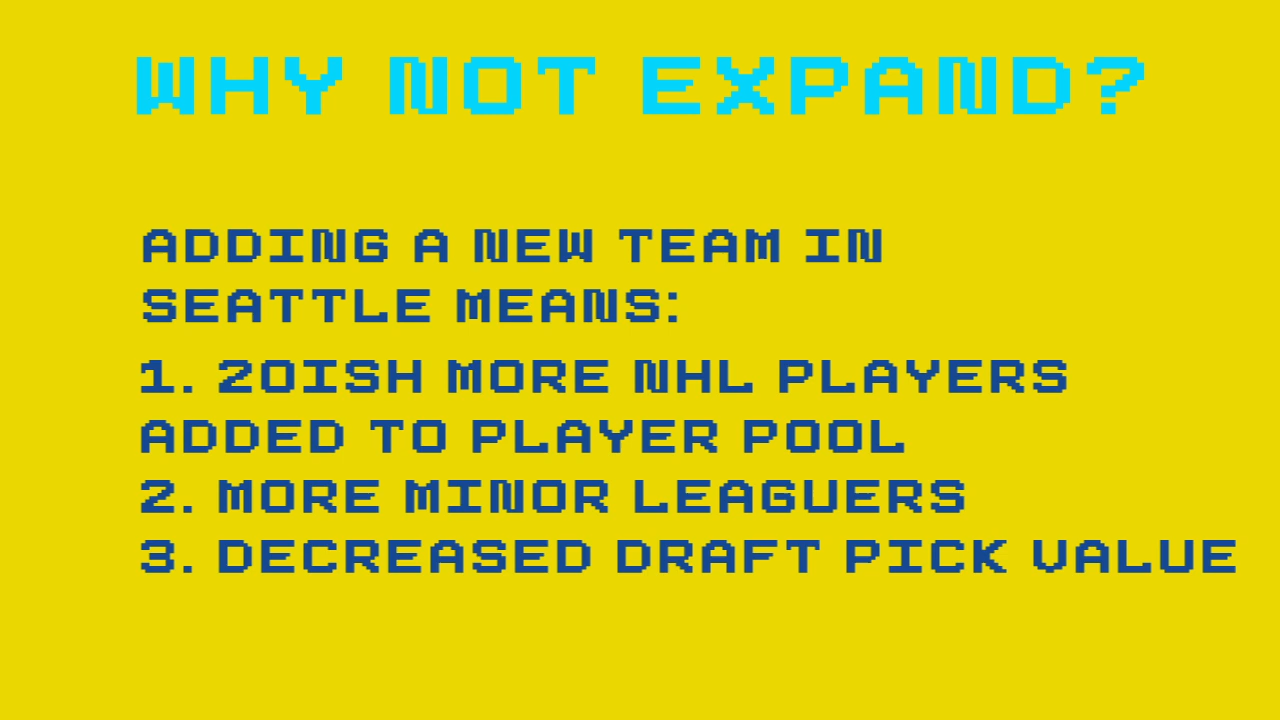 WHY NOT EXPAND?
ADDING A NEW TEAM IN
SEATTLE MEANS:
1. 20ISH MORE NHL PLAYERS
ADDED TO PLAYER POOL
2. MORE MINOR LEAGUERS
3. DECREASED DRAFT PICK VALUE